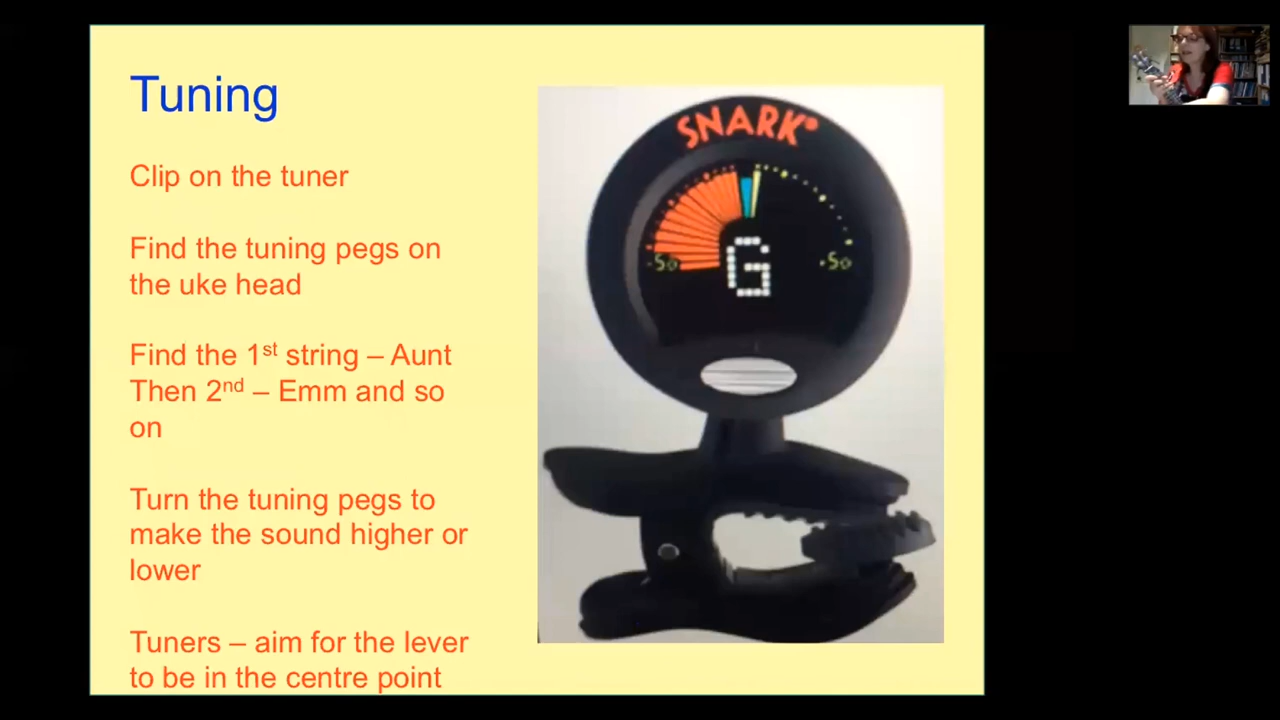 Tuning
Clip on the tuner
Find the tuning pegs on
the uke head
Find the 1st string – Aunt
Then 2nd – Emm and so
on
Turn the tuning pegs to
make the sound higher or
lower
Tuners – aim for the lever
to be in the centre point
SNARK®
-50
G
+50